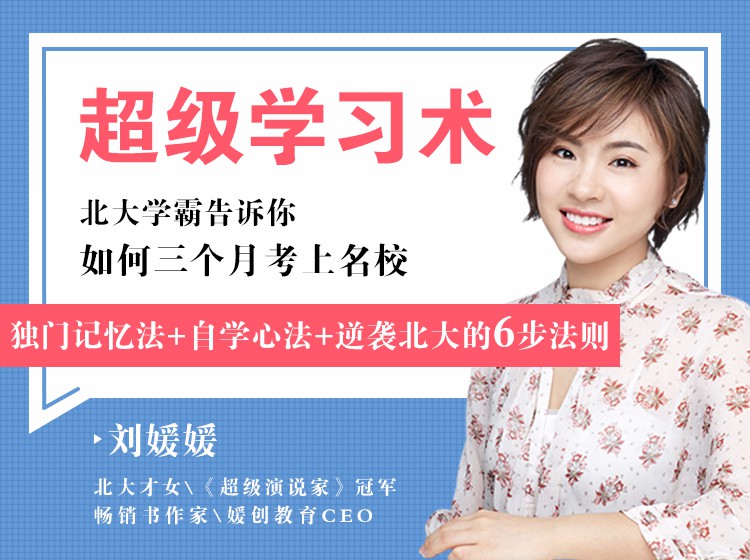 超级学习术
北大学霸告诉你
如何三个月考上名校
独门记忆法+自学心法+逆袭北大的6步法则
刘媛媛
北大才女\《超级演说家》冠军
畅销书作家\媛创教育CEO